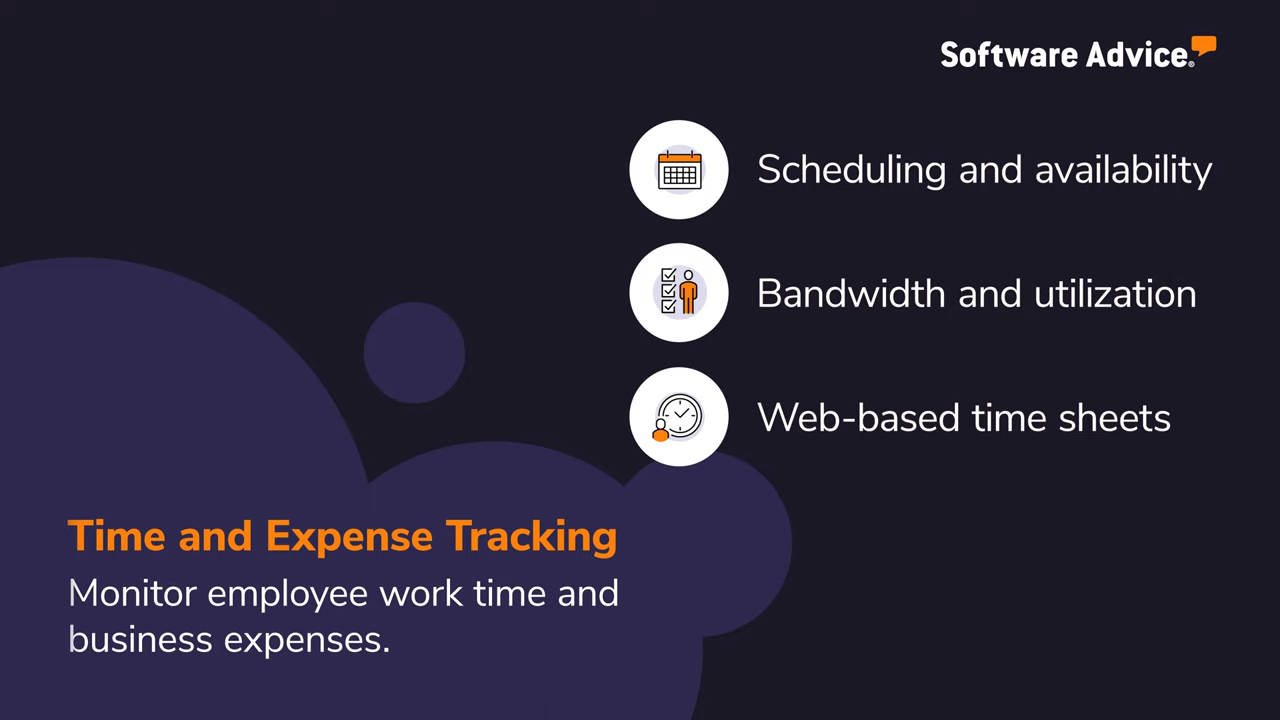 Software Advice®
Scheduling and availability
Bandwidth and utilization
Web-based time sheets
Time and Expense Tracking
Monitor employee work time and
business expenses.